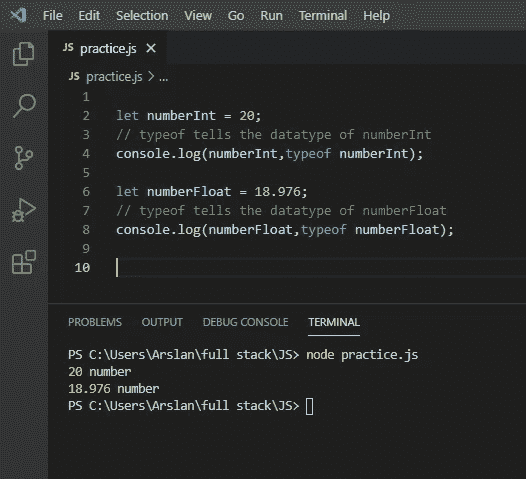 File Edit Selection View Go Run Terminal Help
JS practice.js
JS practice.js > ...
1
2 let numberInt = 20;
3 // typeof tells the datatype of numberInt
4 console.log(numberInt,typeof numberInt);
5
6 let numberFloat = 18.976;
7 // typeof tells the datatype of numberFloat
8 console.log(numberFloat,typeof numberFloat);
9
10
PROBLEMS OUTPUT DEBUG CONSOLE TERMINAL
PS C:\Users\Arslan\full stack\JS> node practice.js
20 number
18.976 number
PS C:\Users\Arslan\full stack\JS>